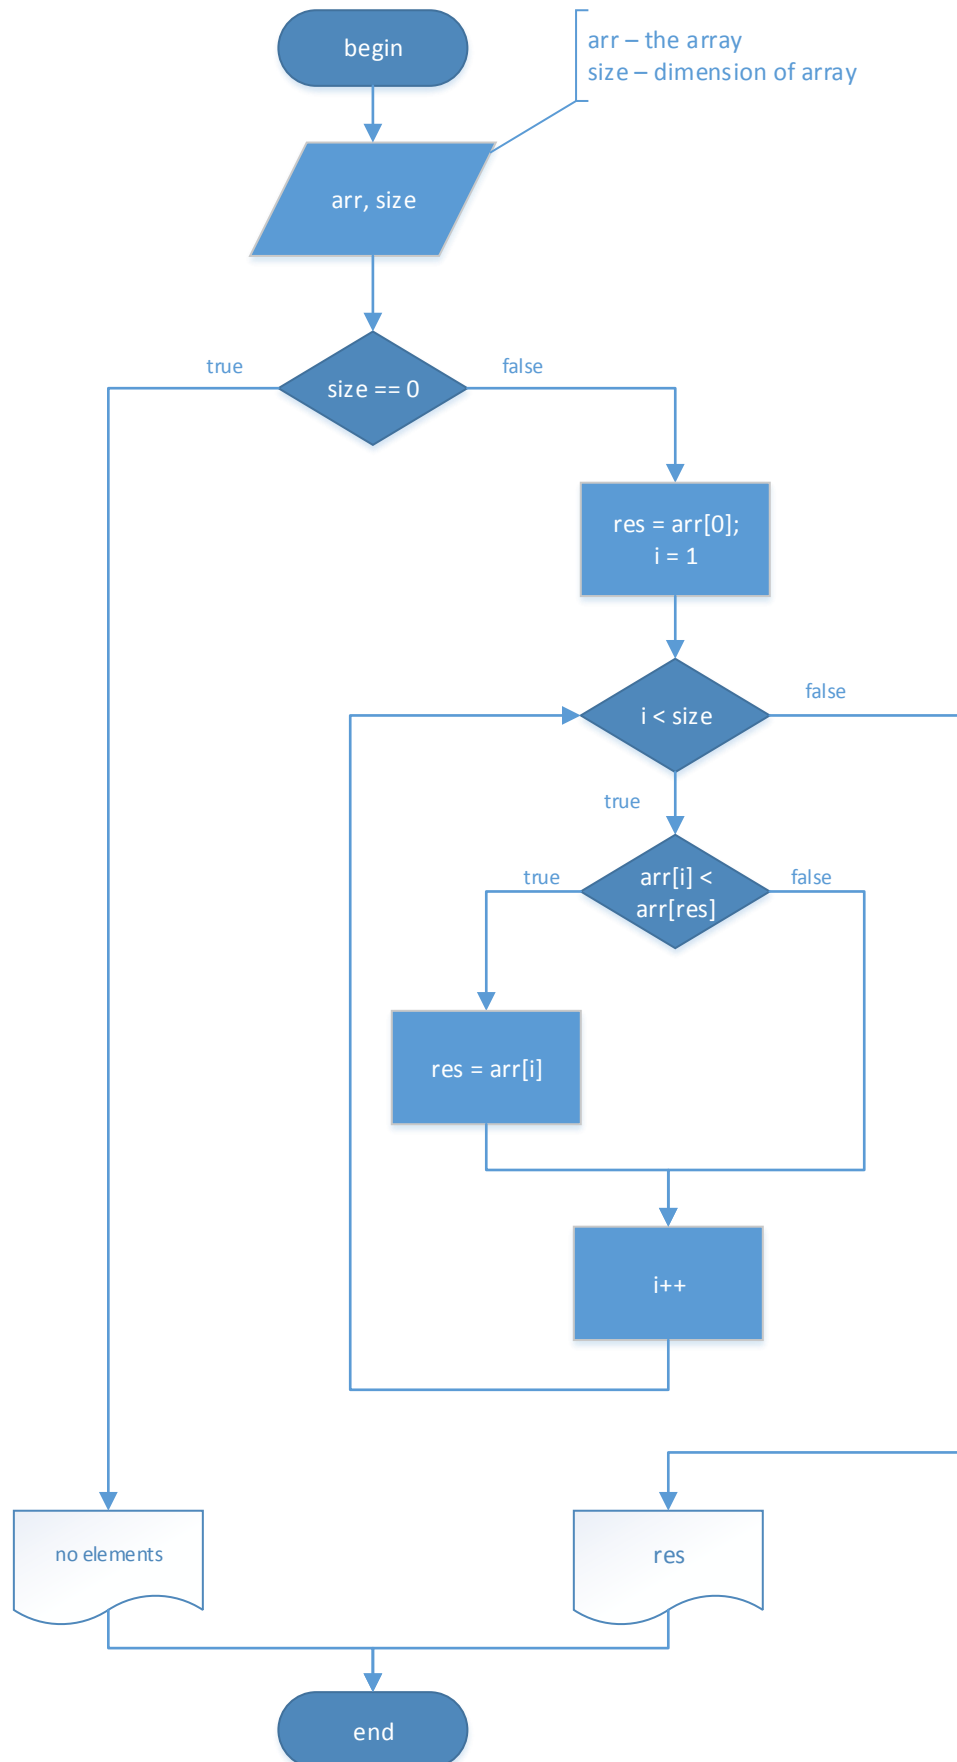 begin
arr – the array
size – dimension of array
arr, size
true
false
size == 0
res = arr[0];
i = 1
i < size
false
true
true
arr[i] <
arr[res]
false
res = arr[i]
i++
no elements
res
end